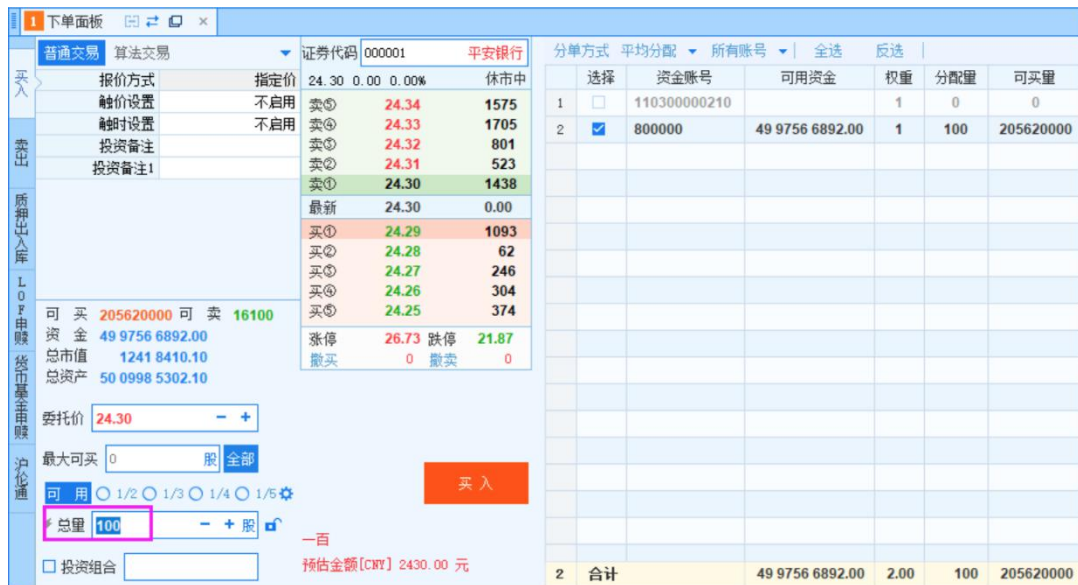 1 下单面板
普通交易 算法交易
报价方式 指定价
触价设置 不启用
触时设置 不启用
投资备注
投资备注1
买入
卖出
质押出入库
LOF申赎
货币基金申赎
沪伦通
证券代码 000001 平安银行
24.30 0.00 0.00% 休市中
卖⑤ 24.34 1575
卖④ 24.33 1705
卖③ 24.32 801
卖② 24.31 523
卖① 24.30 1438
最新 24.30 0.00
买① 24.29 1093
买② 24.28 62
买③ 24.27 246
买④ 24.26 304
买⑤ 24.25 374
涨停 26.73 跌停 21.87
撤买 0 撤卖 0
可 买 205620000 可 卖 16100
资 金 49 9756 6892.00
总市值 1241 8410.10
总资产 50 0998 5302.10
委托价 24.30 - +
最大可买 0 股 全部
可 用 1/2 1/3 1/4 1/5
总量 100 - + 股
投资组合
买入
一百
预估金额[CNY] 2430.00 元
分单方式 平均分配 所有账号 全选 反选
选择 资金账号 可用资金 权重 分配量 可买量
1 110300000210 1 0 0
2 800000 49 9756 6892.00 1 100 205620000
2 合计 49 9756 6892.00 2.00 100 205620000